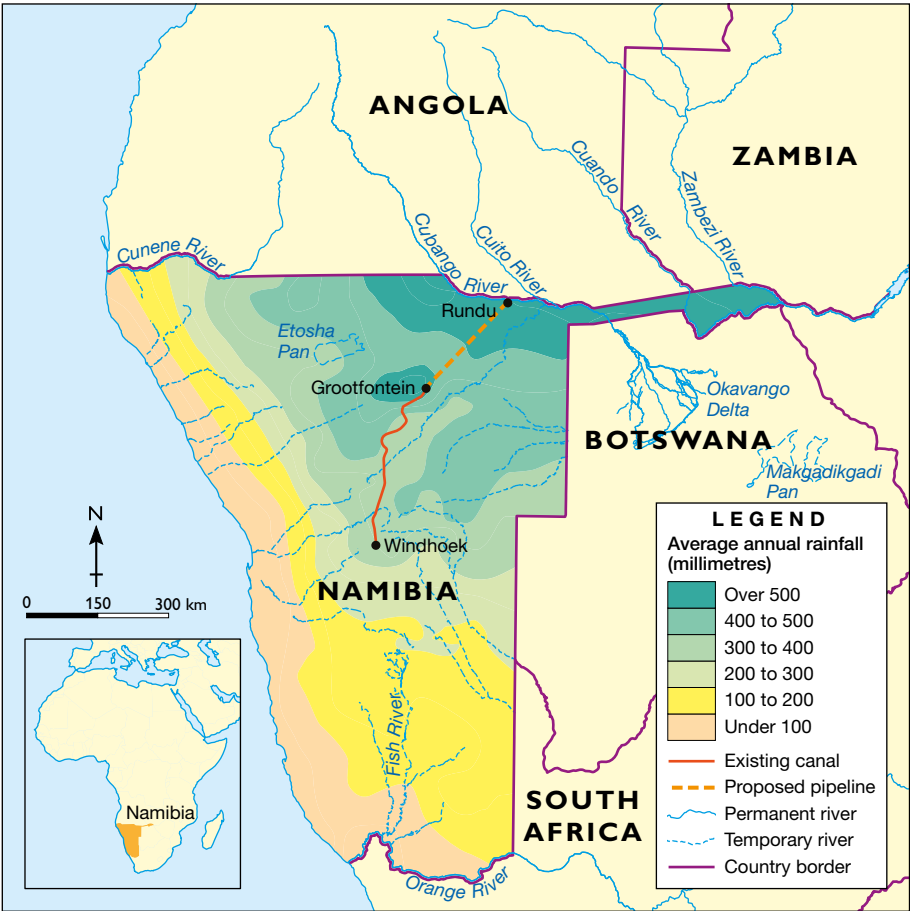 ANGOLA
ZAMBIA
Cuando
River
Zambezi River
Cunene River
Cubango River
Cuito River
Rundu
Etosha
Pan
Grootfontein
Okavango
Delta
BOTSWANA
Makgadikgadi
Pan
Windhoek
NAMIBIA
N
0 150 300 km
Fish River
SOUTH
AFRICA
Orange River
Namibia
LEGEND
Average annual rainfall
(millimetres)
Over 500
400 to 500
300 to 400
200 to 300
100 to 200
Under 100
Existing canal
Proposed pipeline
Permanent river
Temporary river
Country border